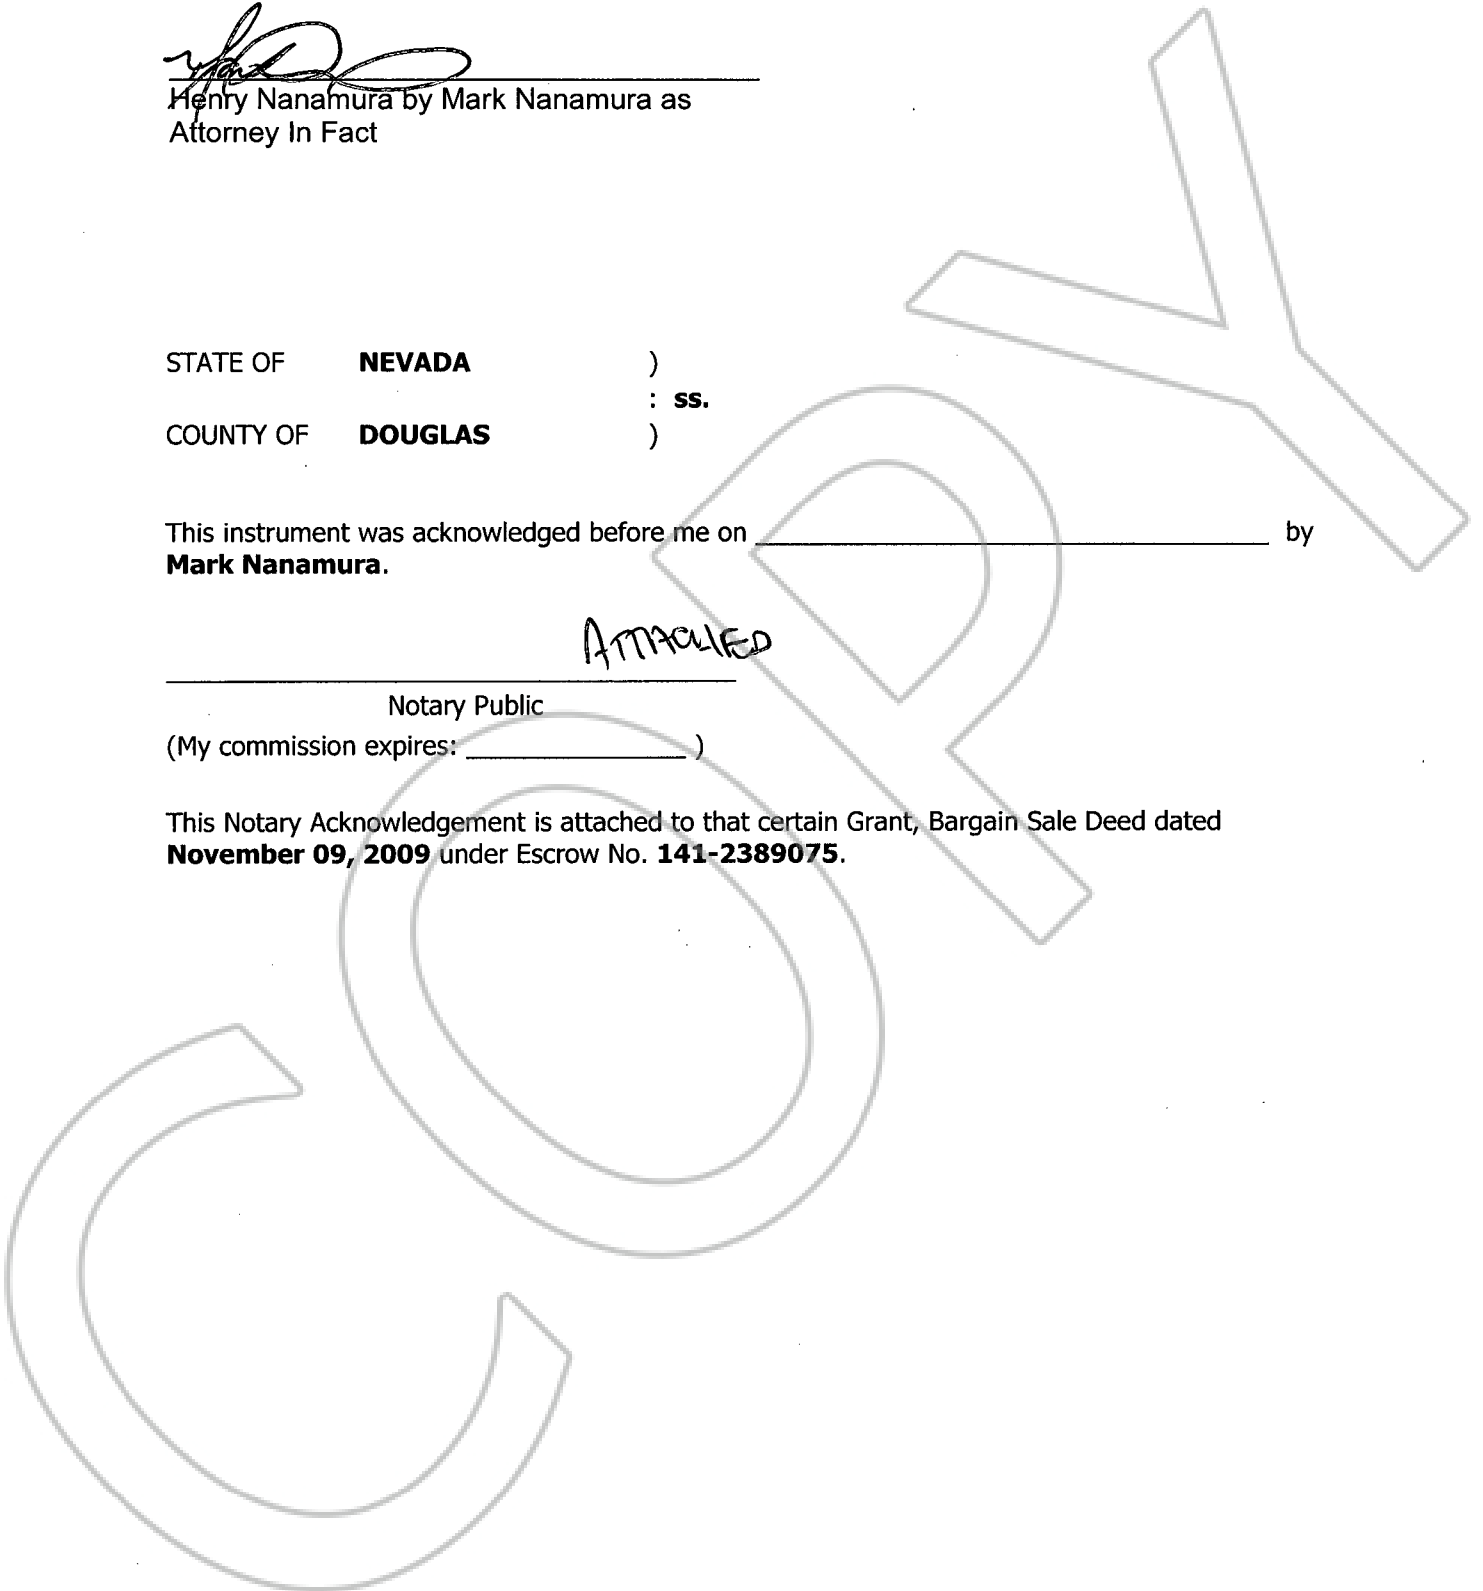 Henry Nanamura by Mark Nanamura as
Attorney In Fact
STATE OF NEVADA )
: ss.
COUNTY OF DOUGLAS )
This instrument was acknowledged before me on ____________________ by
Mark Nanamura.
ATTACHED
Notary Public
(My commission expires: ____________________ )
This Notary Acknowledgement is attached to that certain Grant, Bargain Sale Deed dated
November 09, 2009 under Escrow No. 141-2389075.
COPY